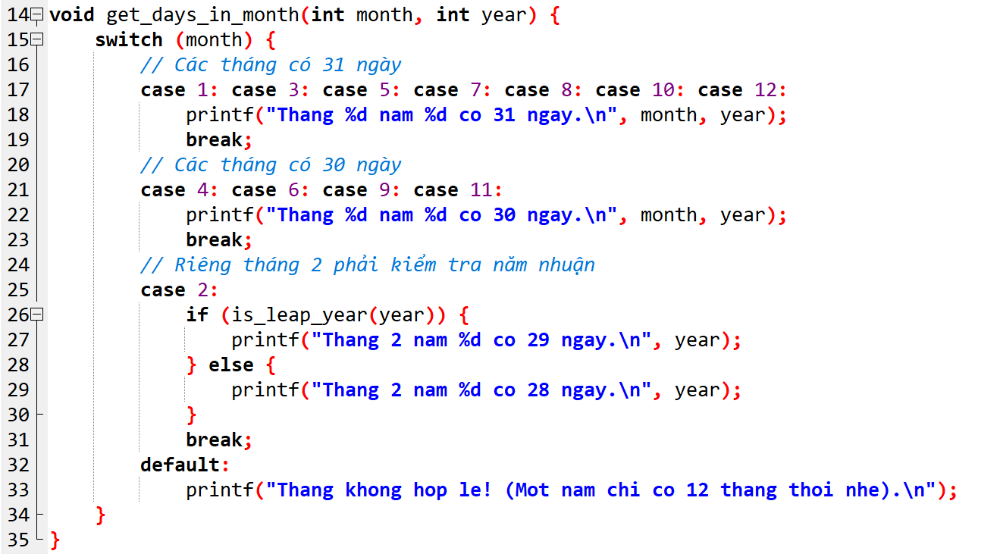 14 void get_days_in_month(int month, int year) {
15     switch (month) {
16         // Các tháng có 31 ngày
17         case 1: case 3: case 5: case 7: case 8: case 10: case 12:
18             printf("Thang %d nam %d co 31 ngay.\n", month, year);
19             break;
20         // Các tháng có 30 ngày
21         case 4: case 6: case 9: case 11:
22             printf("Thang %d nam %d co 30 ngay.\n", month, year);
23             break;
24         // Riêng tháng 2 phải kiểm tra năm nhuận
25         case 2:
26             if (is_leap_year(year)) {
27                 printf("Thang 2 nam %d co 29 ngay.\n", year);
28             } else {
29                 printf("Thang 2 nam %d co 28 ngay.\n", year);
30             }
31             break;
32         default:
33             printf("Thang khong hop le! (Mot nam chi co 12 thang thoi nhe).\n");
34     }
35 }